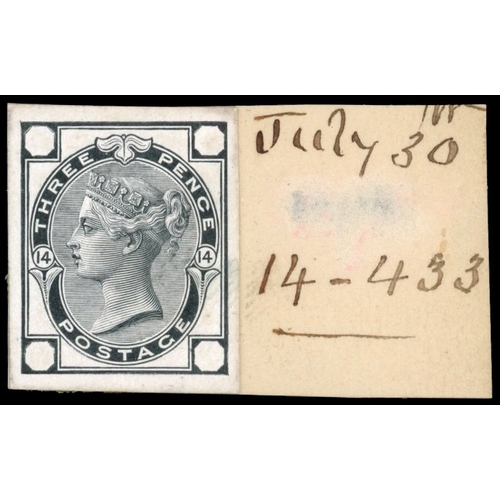 THREE PENCE
14 14
POSTAGE
July 30
14 - 433